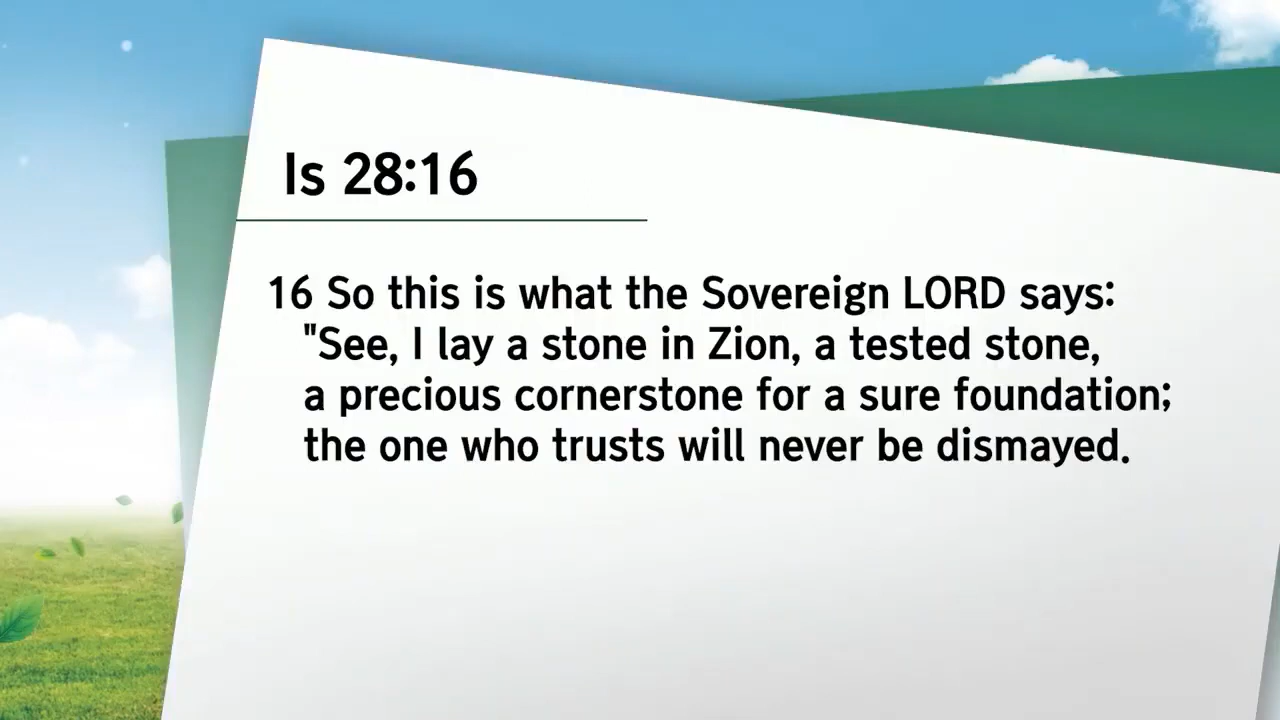 Is 28:16
16 So this is what the Sovereign LORD says:
"See, I lay a stone in Zion, a tested stone,
a precious cornerstone for a sure foundation;
the one who trusts will never be dismayed.